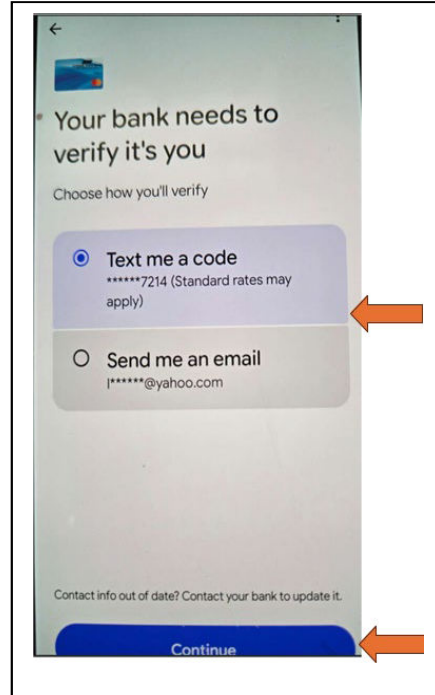 Your bank needs to
verify it's you
Choose how you'll verify
Text me a code
******7214 (Standard rates may
apply)
Send me an email
l******@yahoo.com
Contact info out of date? Contact your bank to update it.
Continue